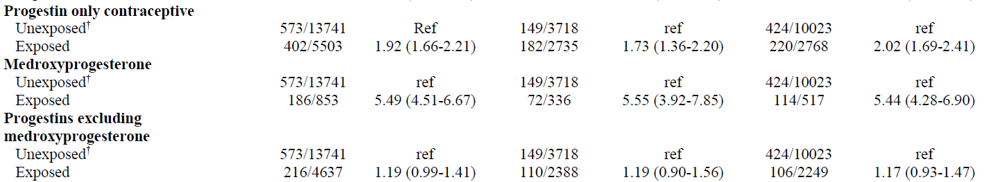 Progestin only contraceptive
Unexposed† 573/13741 Ref 149/3718 ref 424/10023 ref
Exposed 402/5503 1.92 (1.66-2.21) 182/2735 1.73 (1.36-2.20) 220/2768 2.02 (1.69-2.41)
Medroxyprogesterone
Unexposed† 573/13741 ref 149/3718 ref 424/10023 ref
Exposed 186/853 5.49 (4.51-6.67) 72/336 5.55 (3.92-7.85) 114/517 5.44 (4.28-6.90)
Progestins excluding
medroxyprogesterone
Unexposed† 573/13741 ref 149/3718 ref 424/10023 ref
Exposed 216/4637 1.19 (0.99-1.41) 110/2388 1.19 (0.90-1.56) 106/2249 1.17 (0.93-1.47)